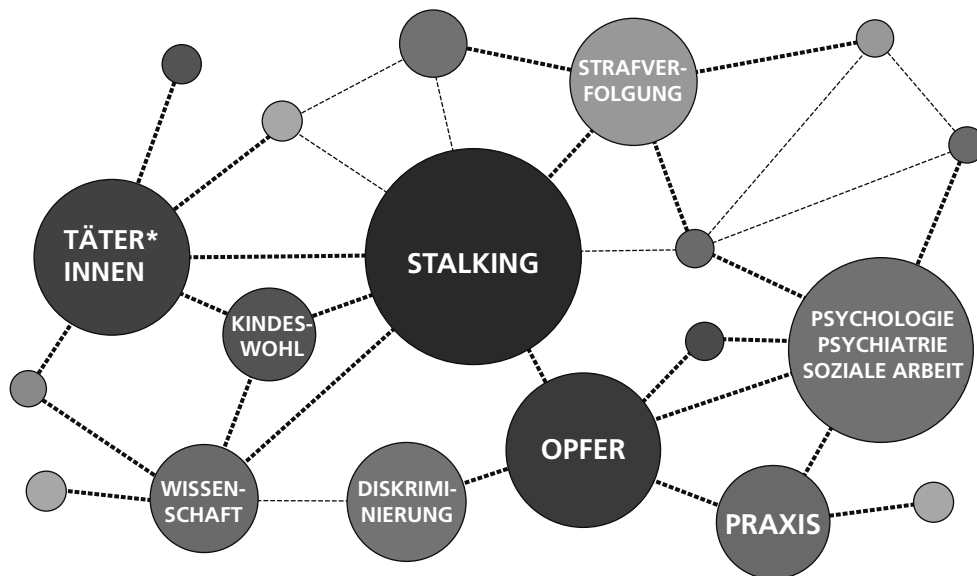 STRAFVER-
FOLGUNG
TÄTER*
INNEN
STALKING
KINDES-
WOHL
PSYCHOLOGIE
PSYCHIATRIE
SOZIALE ARBEIT
OPFER
WISSEN-
SCHAFT
DISKRIMI-
NIERUNG
PRAXIS